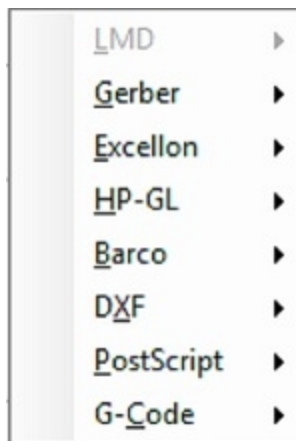 LMD
Gerber
Excellon
HP-GL
Barco
DXF
PostScript
G-Code